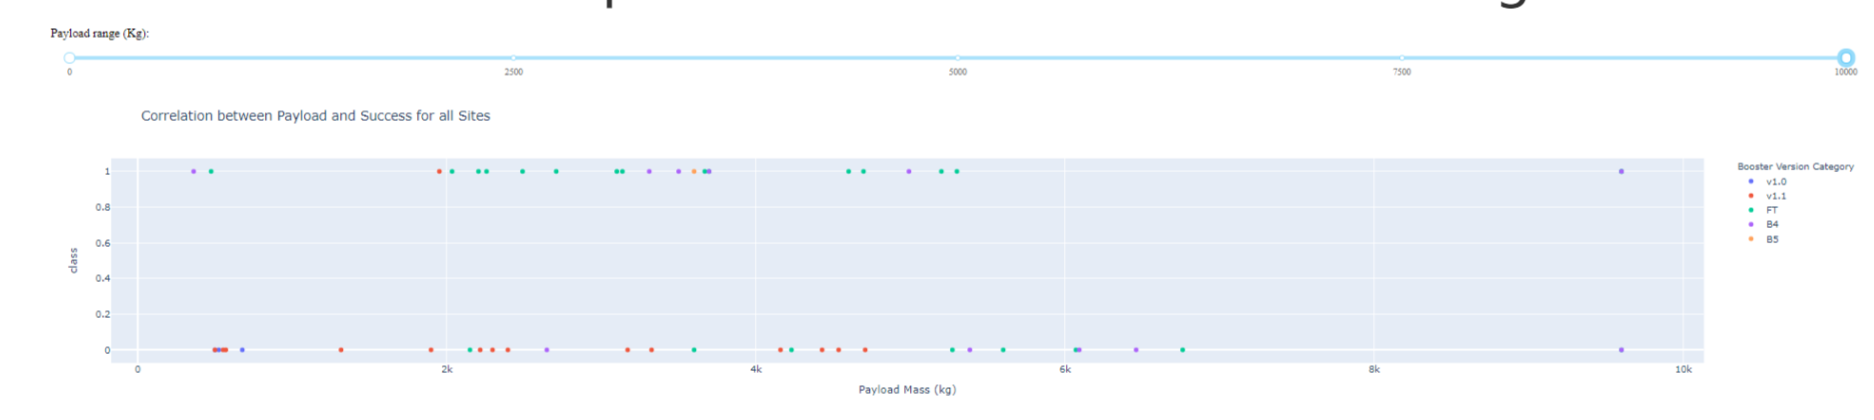 Payload range (Kg):
0 2500 5000 7500 10000
Correlation between Payload and Success for all Sites
Booster Version Category
v1.0
v1.1
FT
B4
B5
1
0.8
0.6
0.4
0.2
0
class
0 2k 4k 6k 8k 10k
Payload Mass (kg)